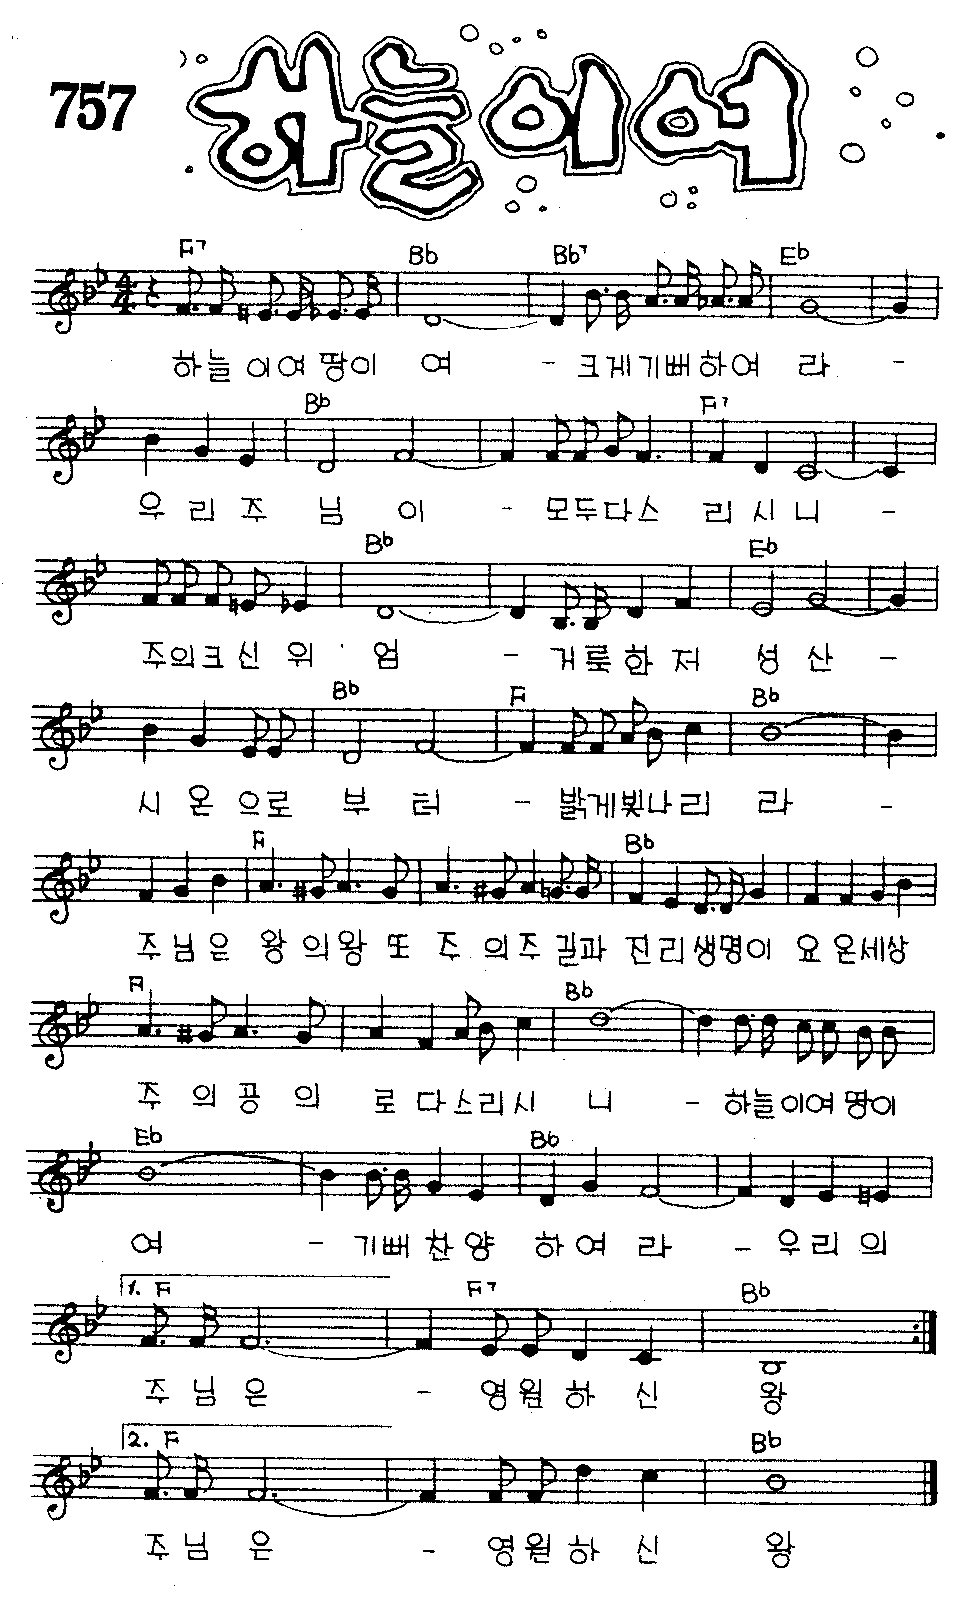 757
하늘이여
F7 Bb Bb7 Eb
하늘 이여 땅이 여 - 크게기뻐하여 라 -
Bb F7
우 리 주 님 이 - 모두다스 리 시 니 -
Bb Eb
주의크 신 위 엄 - 거룩한 저 성 산 -
Bb F Bb
시 온 으로 부 터 - 밝게빛나리 라 -
F Bb
주님은 왕 의왕 또 주 의주 길과 진리생명이 요 온세상
F Bb
주 의 공 의 로 다스리시 니 - 하늘이여 땅이
Eb Bb
여 - 기뻐 찬 양 하 여 라 - 우 리 의
1. F F7 Bb
주 님 은 - 영원 하 신 왕
2. F Bb
주 님 은 - 영원 하 신 왕